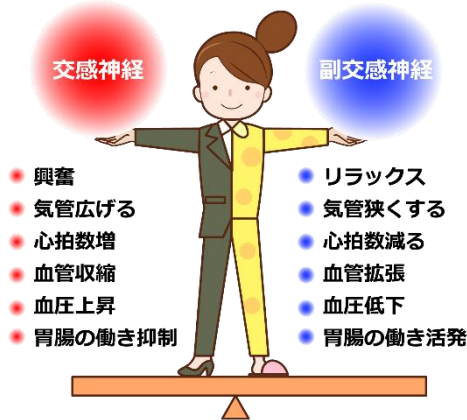 交感神経
興奮
気管広げる
心拍数増
血管収縮
血圧上昇
胃腸の働き抑制
副交感神経
リラックス
気管狭くする
心拍数減る
血管拡張
血圧低下
胃腸の働き活発